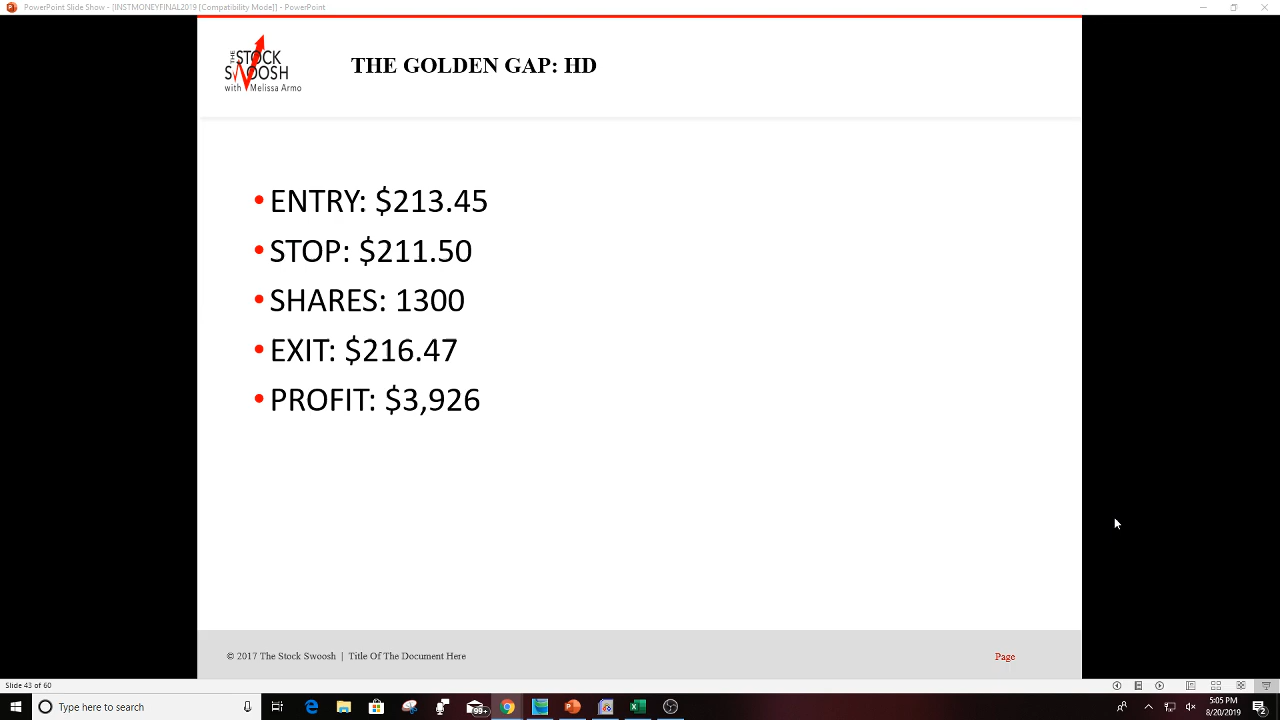 PowerPoint Slide Show - [INSTMONEYFINAL2019 [Compatibility Mode]] - PowerPoint
THE
STOCK
SWOOSH
with Melissa Armo
THE GOLDEN GAP: HD
• ENTRY: $213.45
• STOP: $211.50
• SHARES: 1300
• EXIT: $216.47
• PROFIT: $3,926
© 2017 The Stock Swoosh | Title Of The Document Here
Page
Slide 43 of 60
Type here to search
99+
5:05 PM
8/20/2019
2